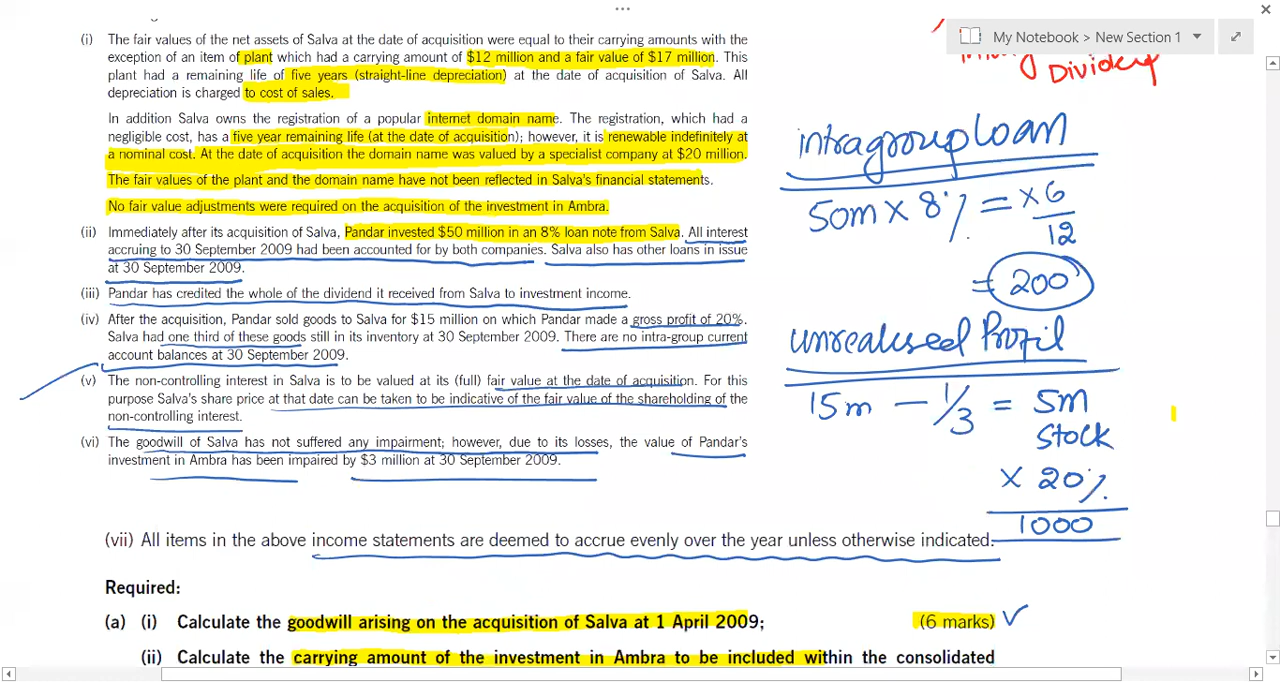 My Notebook > New Section 1
Dividend
(i) The fair values of the net assets of Salva at the date of acquisition were equal to their carrying amounts with the
exception of an item of plant which had a carrying amount of $12 million and a fair value of $17 million. This
plant had a remaining life of five years (straight-line depreciation) at the date of acquisition of Salva. All
depreciation is charged to cost of sales.
In addition Salva owns the registration of a popular internet domain name. The registration, which had a
negligible cost, has a five year remaining life (at the date of acquisition); however, it is renewable indefinitely at
a nominal cost. At the date of acquisition the domain name was valued by a specialist company at $20 million.
The fair values of the plant and the domain name have not been reflected in Salva's financial statements.
No fair value adjustments were required on the acquisition of the investment in Ambra.
(ii) Immediately after its acquisition of Salva, Pandar invested $50 million in an 8% loan note from Salva. All interest
accruing to 30 September 2009 had been accounted for by both companies. Salva also has other loans in issue
at 30 September 2009.
(iii) Pandar has credited the whole of the dividend it received from Salva to investment income.
(iv) After the acquisition, Pandar sold goods to Salva for $15 million on which Pandar made a gross profit of 20%.
Salva had one third of these goods still in its inventory at 30 September 2009. There are no intra-group current
account balances at 30 September 2009.
(v) The non-controlling interest in Salva is to be valued at its (full) fair value at the date of acquisition. For this
purpose Salva's share price at that date can be taken to be indicative of the fair value of the shareholding of the
non-controlling interest.
(vi) The goodwill of Salva has not suffered any impairment; however, due to its losses, the value of Pandar's
investment in Ambra has been impaired by $3 million at 30 September 2009.
intragroup loan
50m x 8% = x 6
12
= 200
unrealised Profit
15m - 1/3 = 5m
Stock
x 20%
1000
(vii) All items in the above income statements are deemed to accrue evenly over the year unless otherwise indicated.
Required:
(a) (i) Calculate the goodwill arising on the acquisition of Salva at 1 April 2009; (6 marks) ✓
(ii) Calculate the carrying amount of the investment in Ambra to be included within the consolidated